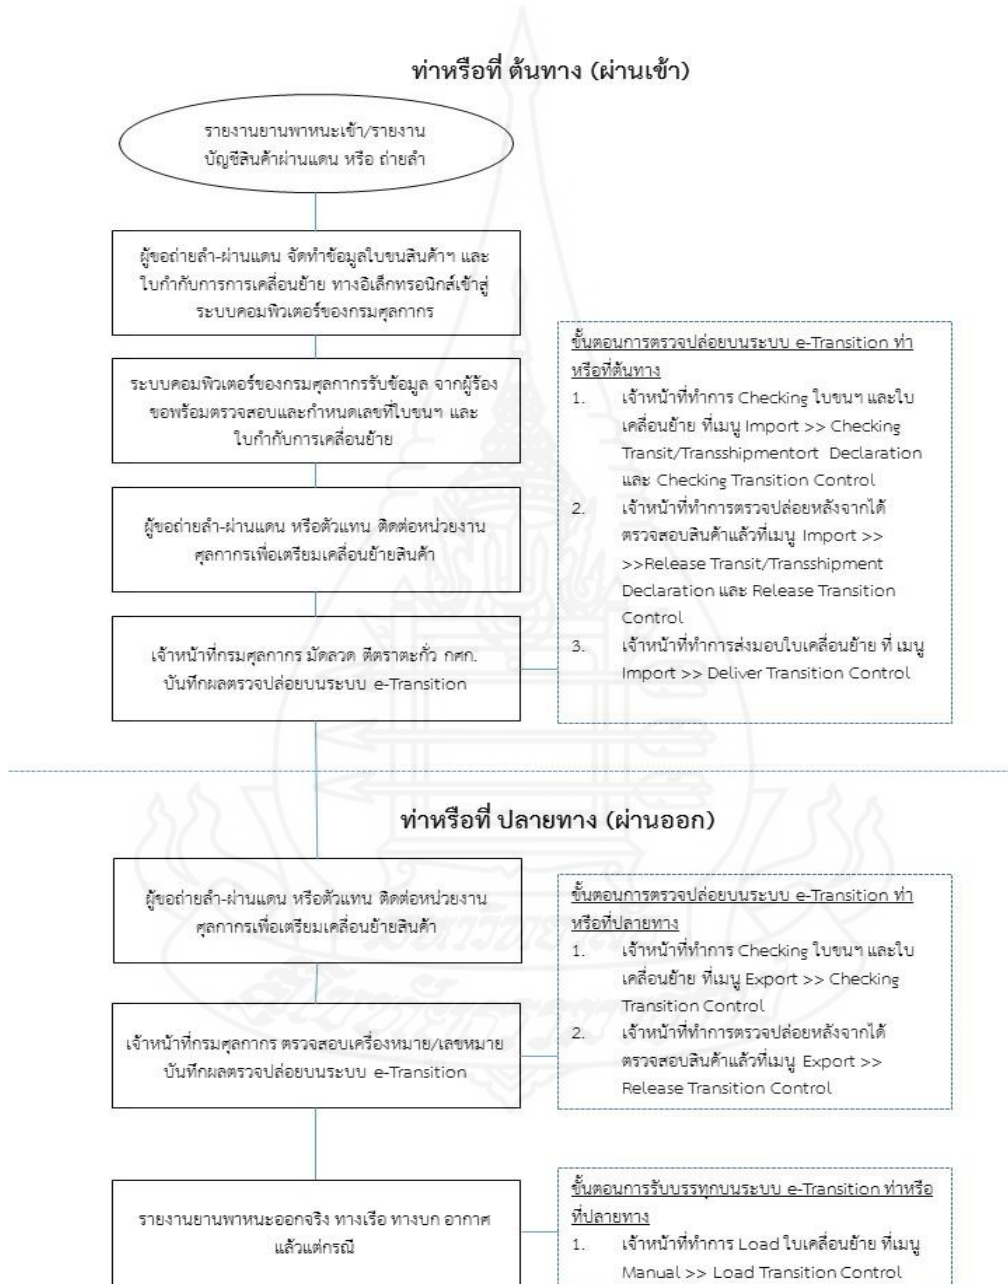 ท่าหรือที่ ต้นทาง (ผ่านเข้า)
รายงานยานพาหนะเข้า/รายงาน
บัญชีสินค้าผ่านแดน หรือ ถ่ายลำ
ผู้ขอถ่ายลำ-ผ่านแดน จัดทำข้อมูลใบขนสินค้าฯ และ
ใบกำกับการการเคลื่อนย้าย ทางอิเล็กทรอนิกส์เข้าสู่
ระบบคอมพิวเตอร์ของกรมศุลกากร
ระบบคอมพิวเตอร์ของกรมศุลกากรรับข้อมูล จากผู้ร้อง
ขอพร้อมตรวจสอบและกำหนดเลขที่ใบขนฯ และ
ใบกำกับการเคลื่อนย้าย
ผู้ขอถ่ายลำ-ผ่านแดน หรือตัวแทน ติดต่อหน่วยงาน
ศุลกากรเพื่อเตรียมเคลื่อนย้ายสินค้า
เจ้าหน้าที่กรมศุลกากร มัดลวด ตีตราตะกั่ว กศก.
บันทึกผลตรวจปล่อยบนระบบ e-Transition
ขั้นตอนการตรวจปล่อยบนระบบ e-Transition ท่า
หรือที่ต้นทาง
1. เจ้าหน้าที่ทำการ Checking ใบขนฯ และใบ
เคลื่อนย้าย ที่เมนู Import >> Checking
Transit/Transshipmentort Declaration
และ Checking Transition Control
2. เจ้าหน้าที่ทำการตรวจปล่อยหลังจากได้
ตรวจสอบสินค้าแล้วที่เมนู Import >>
>>Release Transit/Transshipment
Declaration และ Release Transition
Control
3. เจ้าหน้าที่ทำการส่งมอบใบเคลื่อนย้าย ที่ เมนู
Import >> Deliver Transition Control
ท่าหรือที่ ปลายทาง (ผ่านออก)
ผู้ขอถ่ายลำ-ผ่านแดน หรือตัวแทน ติดต่อหน่วยงาน
ศุลกากรเพื่อเตรียมเคลื่อนย้ายสินค้า
เจ้าหน้าที่กรมศุลกากร ตรวจสอบเครื่องหมาย/เลขหมาย
บันทึกผลตรวจปล่อยบนระบบ e-Transition
ขั้นตอนการตรวจปล่อยบนระบบ e-Transition ท่า
หรือที่ปลายทาง
1. เจ้าหน้าที่ทำการ Checking ใบขนฯ และใบ
เคลื่อนย้าย ที่เมนู Export >> Checking
Transition Control
2. เจ้าหน้าที่ทำการตรวจปล่อยหลังจากได้
ตรวจสอบสินค้าแล้วที่เมนู Export >>
Release Transition Control
รายงานยานพาหนะออกจริง ทางเรือ ทางบก อากาศ
แล้วแต่กรณี
ขั้นตอนการรับบรรทุกบนระบบ e-Transition ท่าหรือ
ที่ปลายทาง
1. เจ้าหน้าที่ทำการ Load ใบเคลื่อนย้าย ที่เมนู
Manual >> Load Transition Control